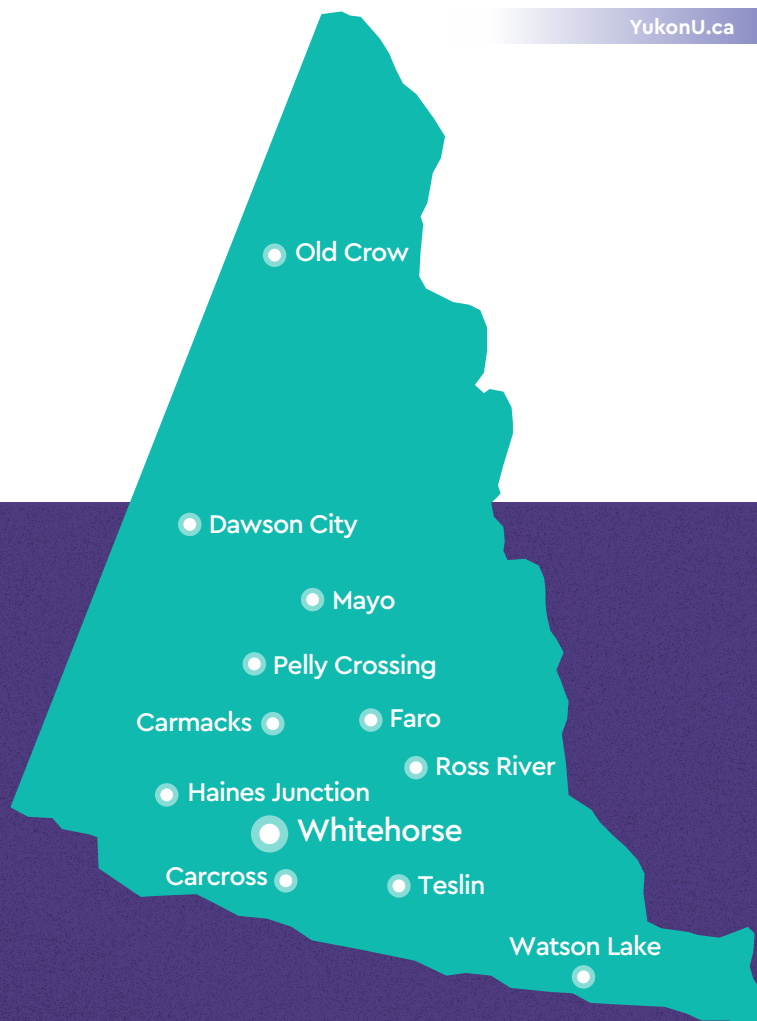 YukonU.ca
Old Crow
Dawson City
Mayo
Pelly Crossing
Carmacks
Faro
Ross River
Haines Junction
Whitehorse
Carcross
Teslin
Watson Lake